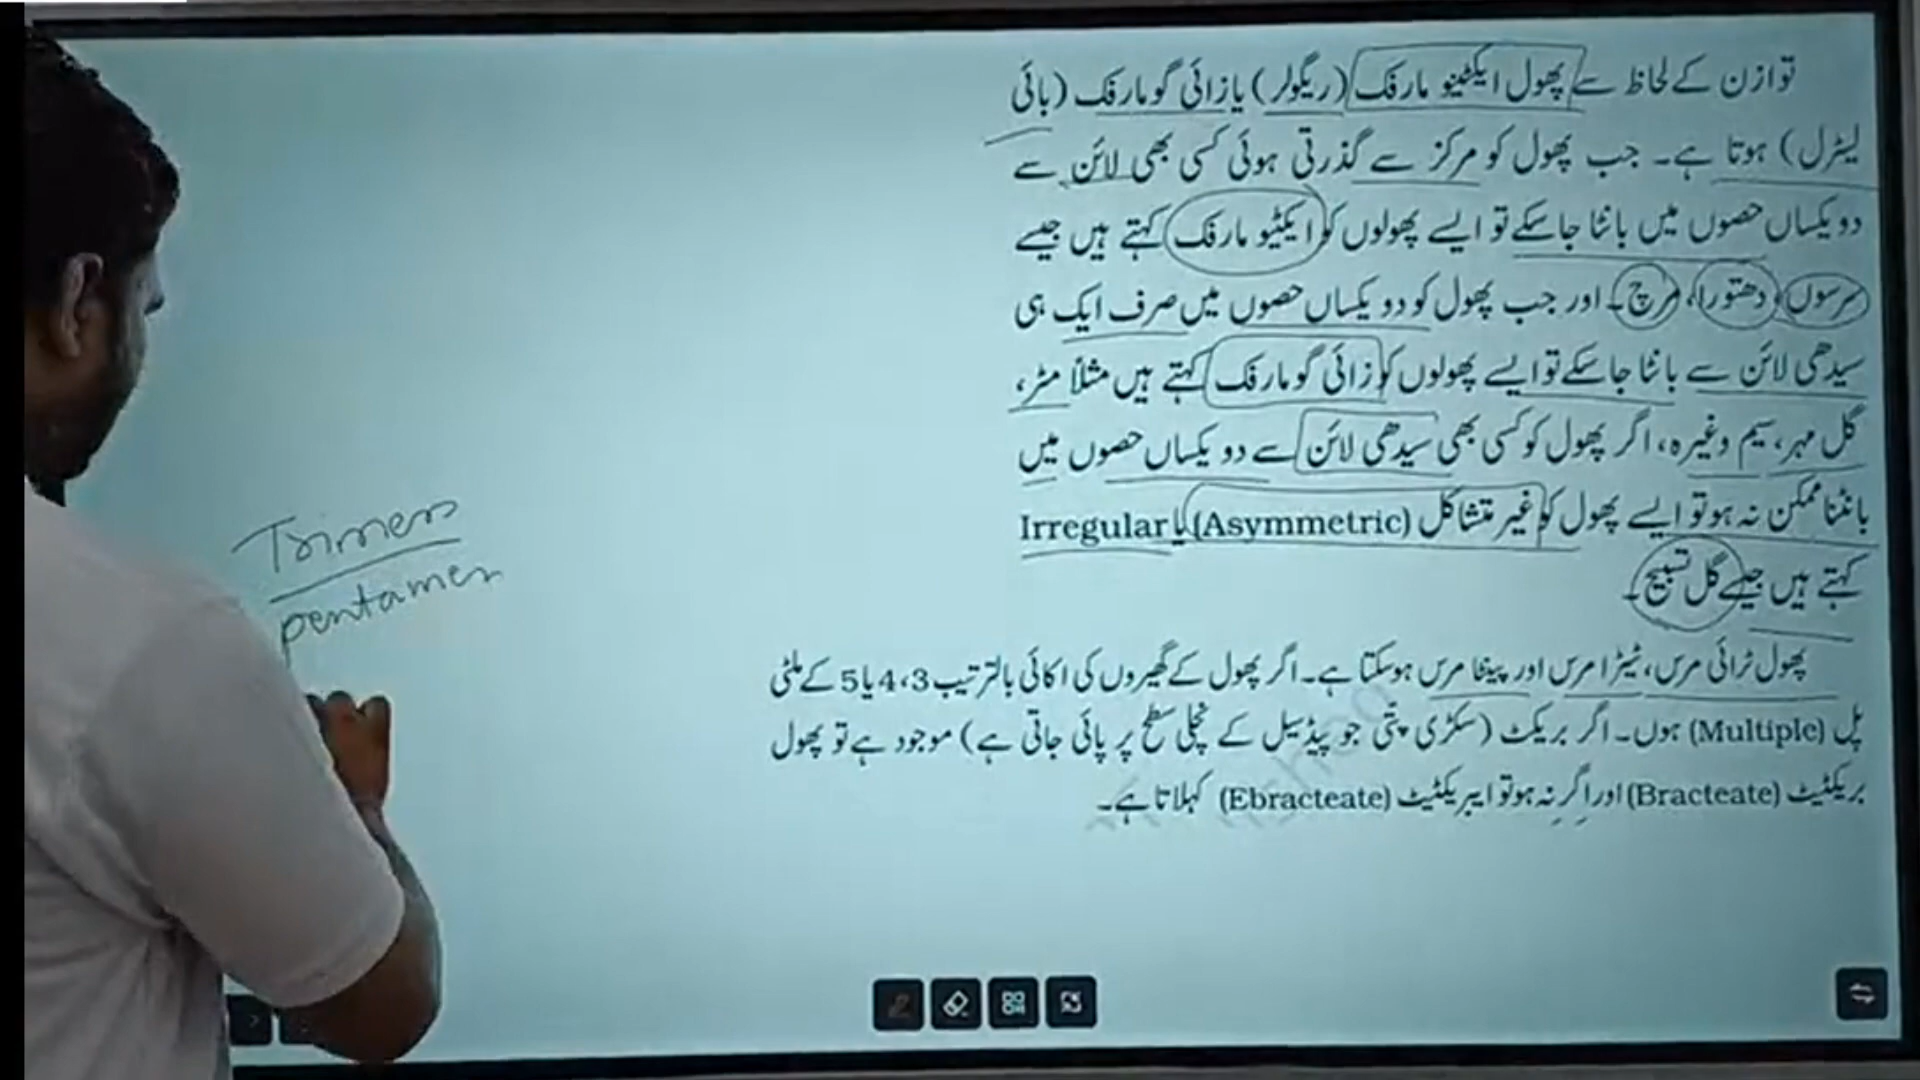 توازن کے لحاظ سے پھول ایکٹینو مارفک (ریگولر) یا زائی گومارفک (بائی
لیٹرل) ہوتا ہے۔ جب پھول کو مرکز سے گذرتی ہوئی کسی بھی لائن سے
دو یکساں حصوں میں بانٹا جاسکے تو ایسے پھولوں کو ایکٹیو مارفک کہتے ہیں جیسے
سرسوں، دھتورا، مرچ۔ اور جب پھول کو دو یکساں حصوں میں صرف ایک ہی
سیدھی لائن سے بانٹا جاسکے تو ایسے پھولوں کو زائی گومارفک کہتے ہیں مثلاً مٹر،
گل مہر، سیم وغیرہ، اگر پھول کو کسی بھی سیدھی لائن سے دو یکساں حصوں میں
بانٹنا ممکن نہ ہو تو ایسے پھول کو غیر متشاکل (Asymmetric) یا Irregular
کہتے ہیں جیسے گل تسبیح۔
پھول ٹرائی مرس، ٹیٹرا مرس اور پینٹا مرس ہوسکتا ہے۔ اگر پھول کے گھیروں کی اکائی بالترتیب 3، 4 یا 5 کے ملٹی
پل (Multiple) ہوں۔ اگر بریکٹ (سکڑی پتی جو پیڈیسل کے نچلی سطح پر پائی جاتی ہے) موجود ہے تو پھول
بریکٹیٹ (Bracteate) اور اگر نہ ہو تو ایبریکٹیٹ (Ebracteate) کہلاتا ہے۔
pentamer